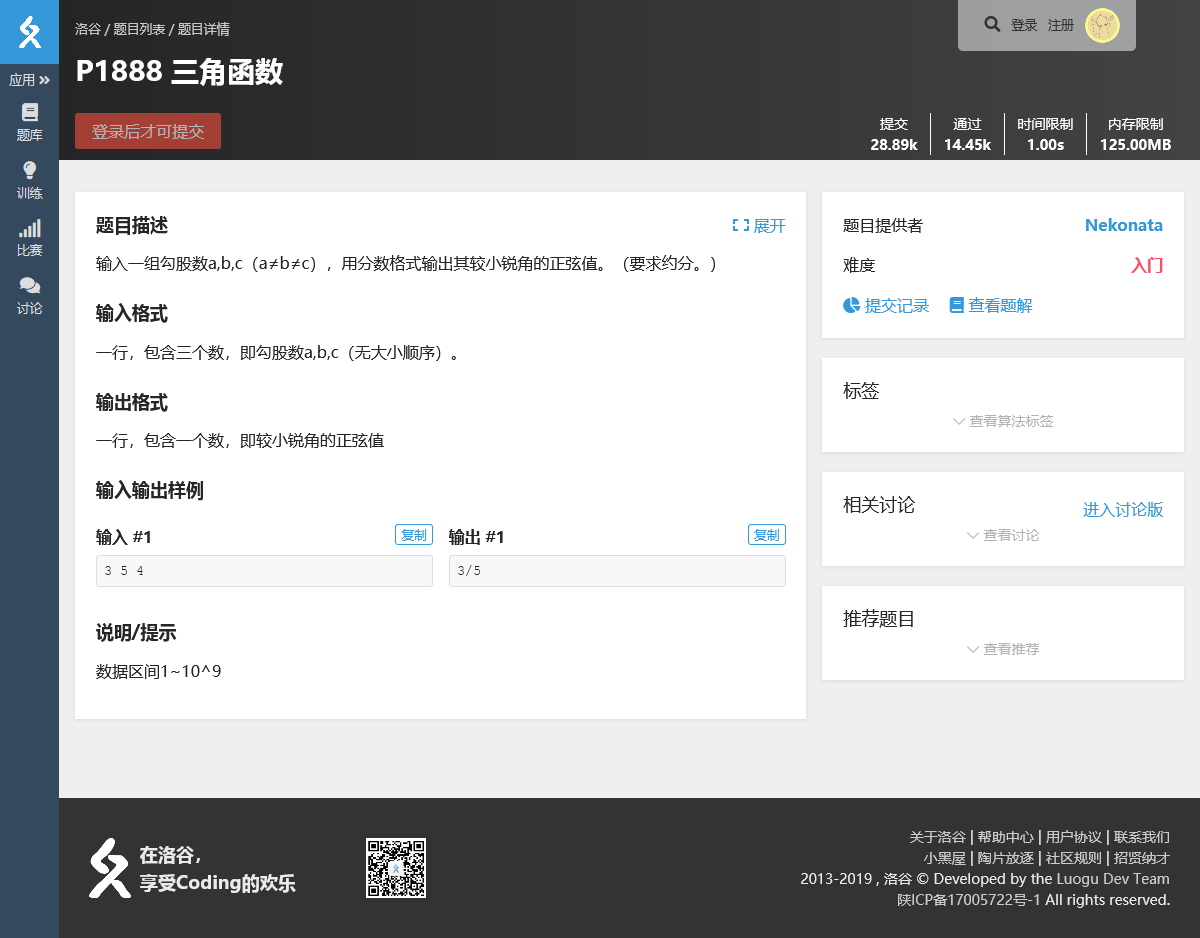 洛谷 / 题目列表 / 题目详情
登录 注册
P1888 三角函数
应用
题库
训练
比赛
讨论
登录后才可提交
提交 通过 时间限制 内存限制
28.89k 14.45k 1.00s 125.00MB
题目描述
展开
输入一组勾股数a,b,c（a≠b≠c），用分数格式输出其较小锐角的正弦值。（要求约分。）
输入格式
一行，包含三个数，即勾股数a,b,c（无大小顺序）。
输出格式
一行，包含一个数，即较小锐角的正弦值
输入输出样例
输入 #1 复制
3 5 4
输出 #1 复制
3/5
说明/提示
数据区间1~10^9
题目提供者 Nekonata
难度 入门
提交记录 查看题解
标签
查看算法标签
相关讨论 进入讨论版
查看讨论
推荐题目
查看推荐
在洛谷，
享受Coding的欢乐
关于洛谷 | 帮助中心 | 用户协议 | 联系我们
小黑屋 | 陶片放逐 | 社区规则 | 招贤纳才
2013-2019 , 洛谷 © Developed by the Luogu Dev Team
陕ICP备17005722号-1 All rights reserved.